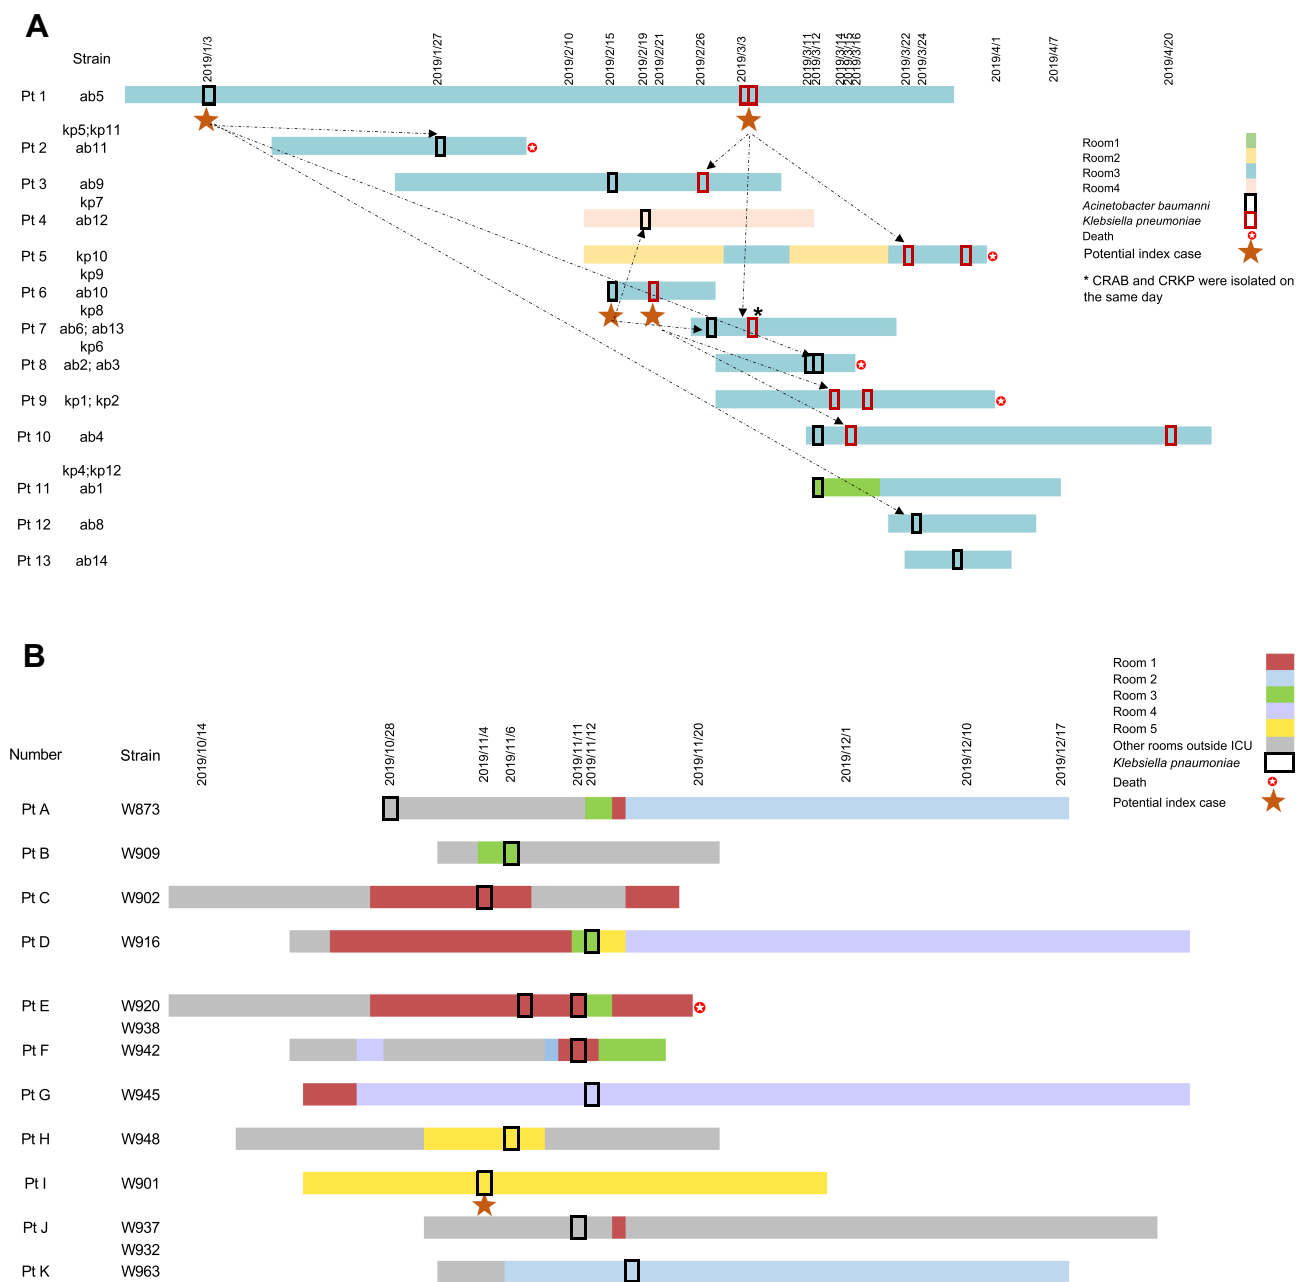 A
Strain
2019/1/3
2019/1/27
2019/2/10
2019/2/15
2019/2/19
2019/2/21
2019/2/26
2019/3/3
2019/3/11
2019/3/12
2019/3/14
2019/3/15
2019/3/16
2019/3/22
2019/3/24
2019/4/1
2019/4/7
2019/4/20
Pt 1 ab5
kp5;kp11
Pt 2 ab11
Pt 3 ab9
kp7
Pt 4 ab12
Pt 5 kp10
kp9
Pt 6 ab10
kp8
Pt 7 ab6; ab13
*
kp6
Pt 8 ab2; ab3
Pt 9 kp1; kp2
Pt 10 ab4
kp4;kp12
Pt 11 ab1
Pt 12 ab8
Pt 13 ab14
Room1
Room2
Room3
Room4
Acinetobacter baumanni
Klebsiella pneumoniae
Death
Potential index case
* CRAB and CRKP were isolated on
the same day
B
Number Strain
2019/10/14
2019/10/28
2019/11/4
2019/11/6
2019/11/11
2019/11/12
2019/11/20
2019/12/1
2019/12/10
2019/12/17
Room 1
Room 2
Room 3
Room 4
Room 5
Other rooms outside ICU
Klebsiella pnaumoniae
Death
Potential index case
Pt A W873
Pt B W909
Pt C W902
Pt D W916
Pt E W920
W938
Pt F W942
Pt G W945
Pt H W948
Pt I W901
Pt J W937
W932
Pt K W963